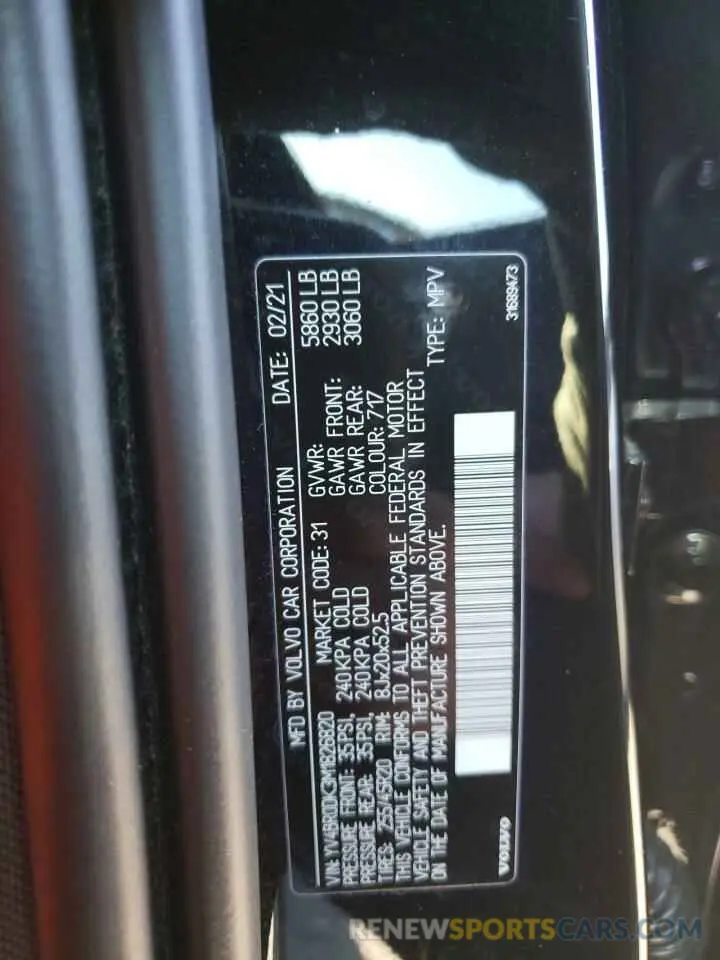 MFD BY VOLVO CAR CORPORATION DATE: 02/21
VIN: YV4BR0DK3M1826820 MARKET CODE: 31 GVWR: 5860 LB
PRESSURE FRONT: 35PSI, 240KPA COLD GAWR FRONT: 2930 LB
PRESSURE REAR: 35PSI, 240KPA COLD GAWR REAR: 3060 LB
TIRES: 255/45R20 RIM: 8Jx20x52.5 COLOUR: 717
THIS VEHICLE CONFORMS TO ALL APPLICABLE FEDERAL MOTOR
VEHICLE SAFETY AND THEFT PREVENTION STANDARDS IN EFFECT
ON THE DATE OF MANUFACTURE SHOWN ABOVE. TYPE: MPV
VOLVO 31689473
RENEWSPORTSCARS.COM